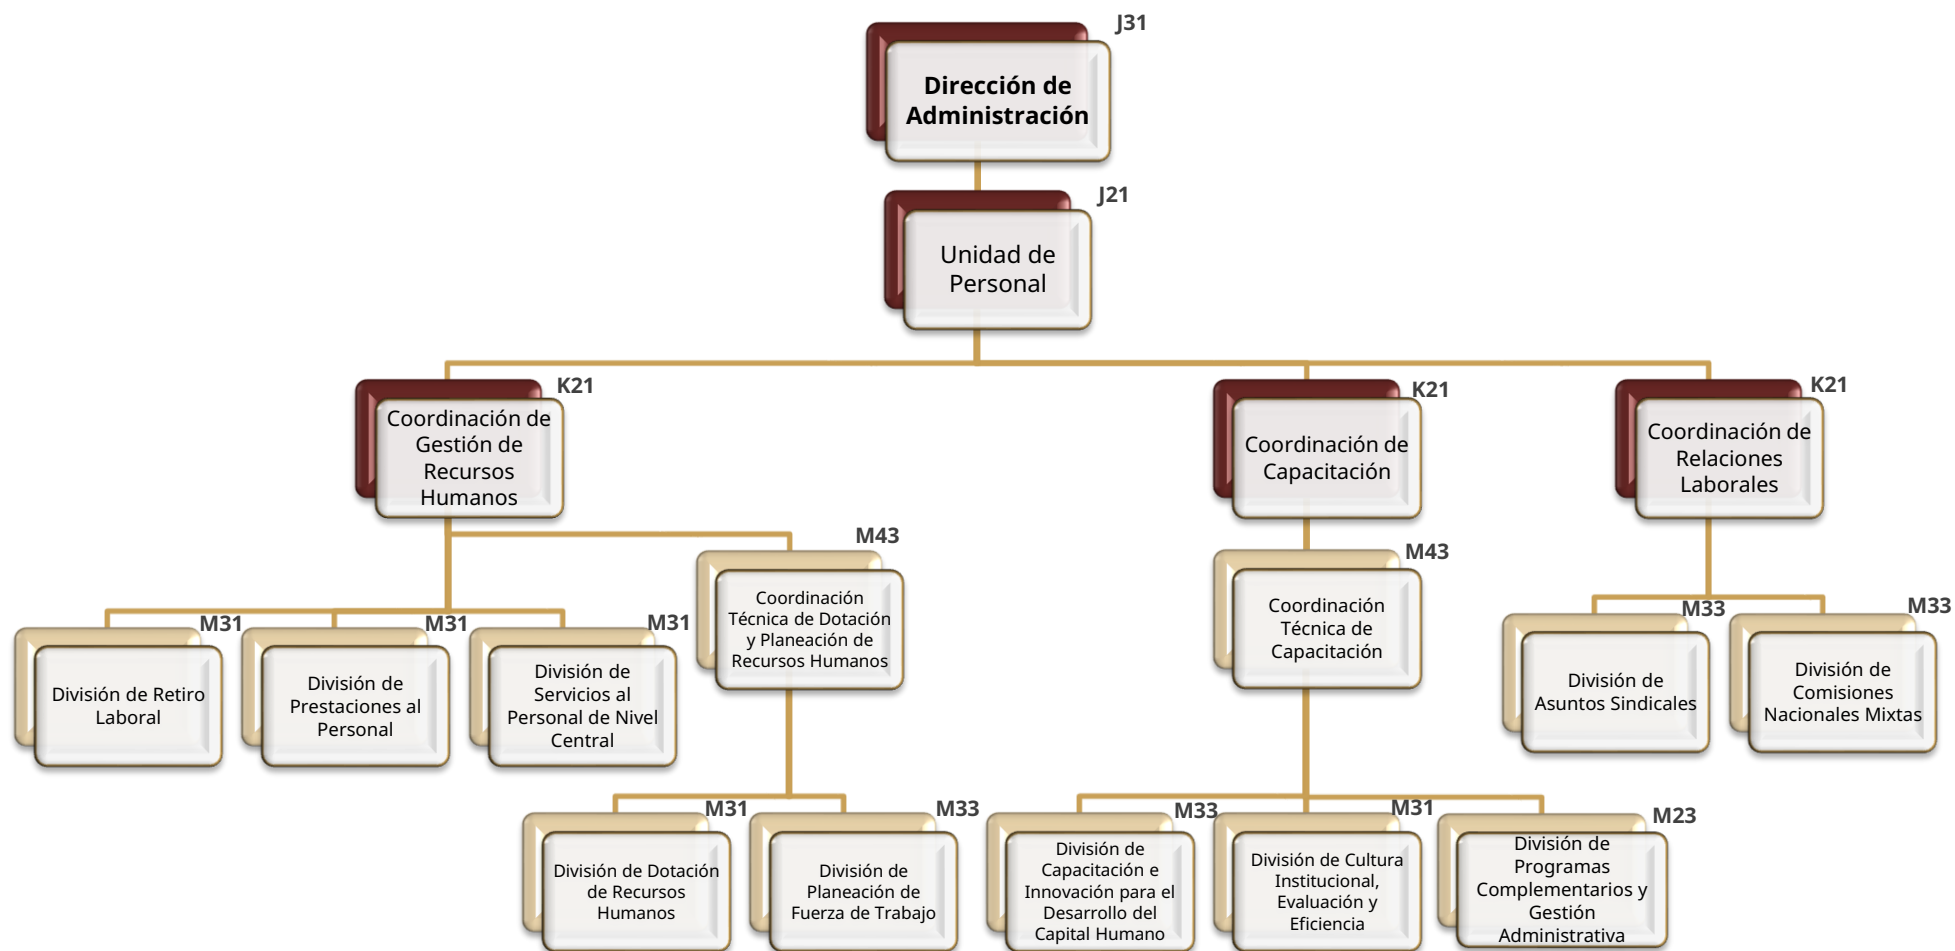 J31
Dirección de
Administración
J21
Unidad de
Personal
K21
Coordinación de
Gestión de
Recursos
Humanos
K21
Coordinación de
Capacitación
K21
Coordinación de
Relaciones
Laborales
M43
Coordinación
Técnica de Dotación
y Planeación de
Recursos Humanos
M43
Coordinación
Técnica de
Capacitación
M31
División de Retiro
Laboral
M31
División de
Prestaciones al
Personal
M31
División de
Servicios al
Personal de Nivel
Central
M33
División de
Asuntos Sindicales
M33
División de
Comisiones
Nacionales Mixtas
M31
División de Dotación
de Recursos
Humanos
M33
División de
Planeación de
Fuerza de Trabajo
M33
División de
Capacitación e
Innovación para el
Desarrollo del
Capital Humano
M31
División de Cultura
Institucional,
Evaluación y
Eficiencia
M23
División de
Programas
Complementarios y
Gestión
Administrativa